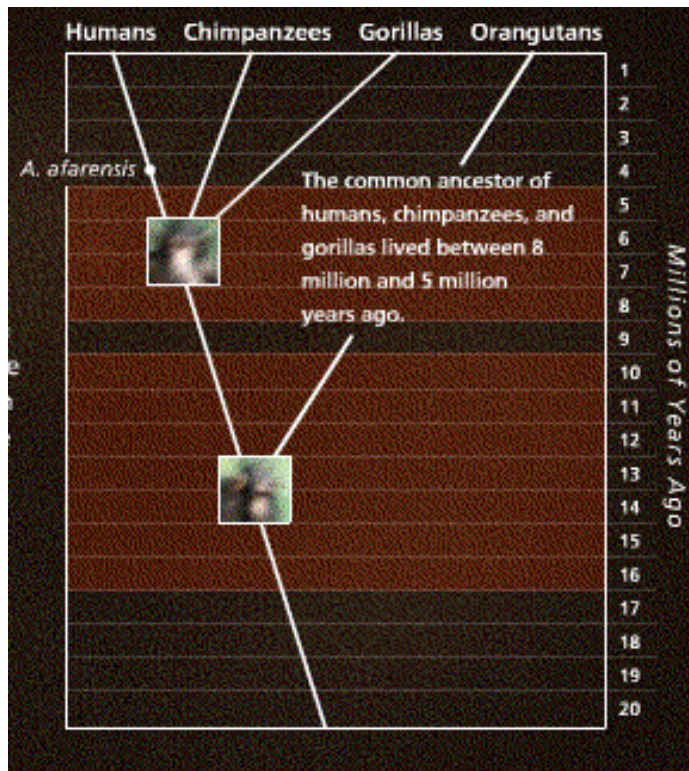 Humans Chimpanzees Gorillas Orangutans
1
2
3
A. afarensis 4
The common ancestor of
5
humans, chimpanzees, and
6
gorillas lived between 8
7
million and 5 million
8
years ago.
9
10
11
12
13
14
15
16
17
18
19
20
Millions of Years Ago